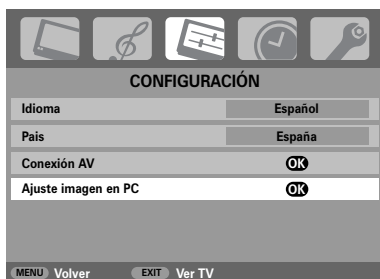 CONFIGURACIÓN
Idioma Español
Pais España
Conexión AV OK
Ajuste imagen en PC OK
MENU Volver EXIT Ver TV